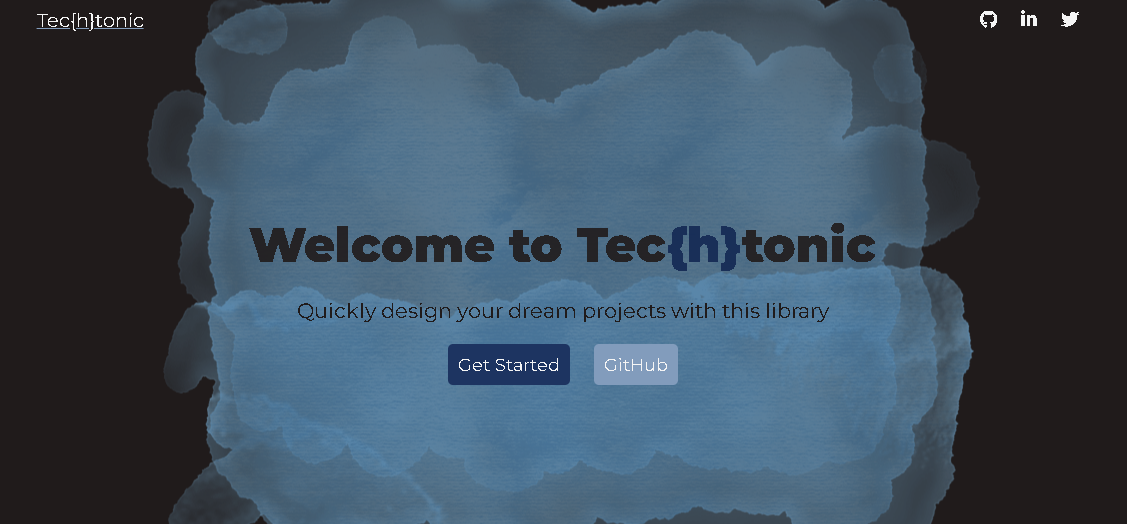 Tec{h}tonic
Welcome to Tec{h}tonic
Quickly design your dream projects with this library
Get Started GitHub